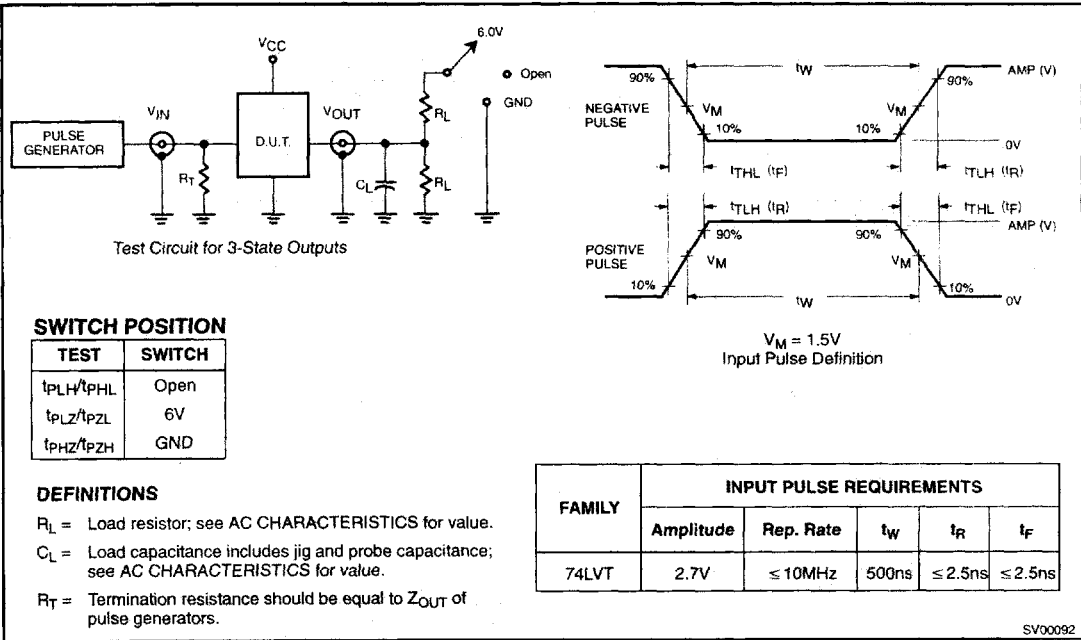 6.0V
VCC
Open
GND
VIN
VOUT
RL
PULSE
GENERATOR
D.U.T.
RT
CL
RL
Test Circuit for 3-State Outputs
90%
tW
90%
AMP (V)
NEGATIVE
PULSE
VM
VM
10%
10%
0V
tTHL (tF)
tTLH (tR)
tTLH (tR)
tTHL (tF)
AMP (V)
90%
90%
POSITIVE
PULSE
VM
VM
10%
10%
tW
0V
VM = 1.5V
Input Pulse Definition
SWITCH POSITION
TEST SWITCH
tPLH/tPHL Open
tPLZ/tPZL 6V
tPHZ/tPZH GND
DEFINITIONS
RL = Load resistor; see AC CHARACTERISTICS for value.
CL = Load capacitance includes jig and probe capacitance;
see AC CHARACTERISTICS for value.
RT = Termination resistance should be equal to ZOUT of
pulse generators.
FAMILY
INPUT PULSE REQUIREMENTS
Amplitude Rep. Rate tW tR tF
74LVT 2.7V ≤10MHz 500ns ≤2.5ns ≤2.5ns
SV00092